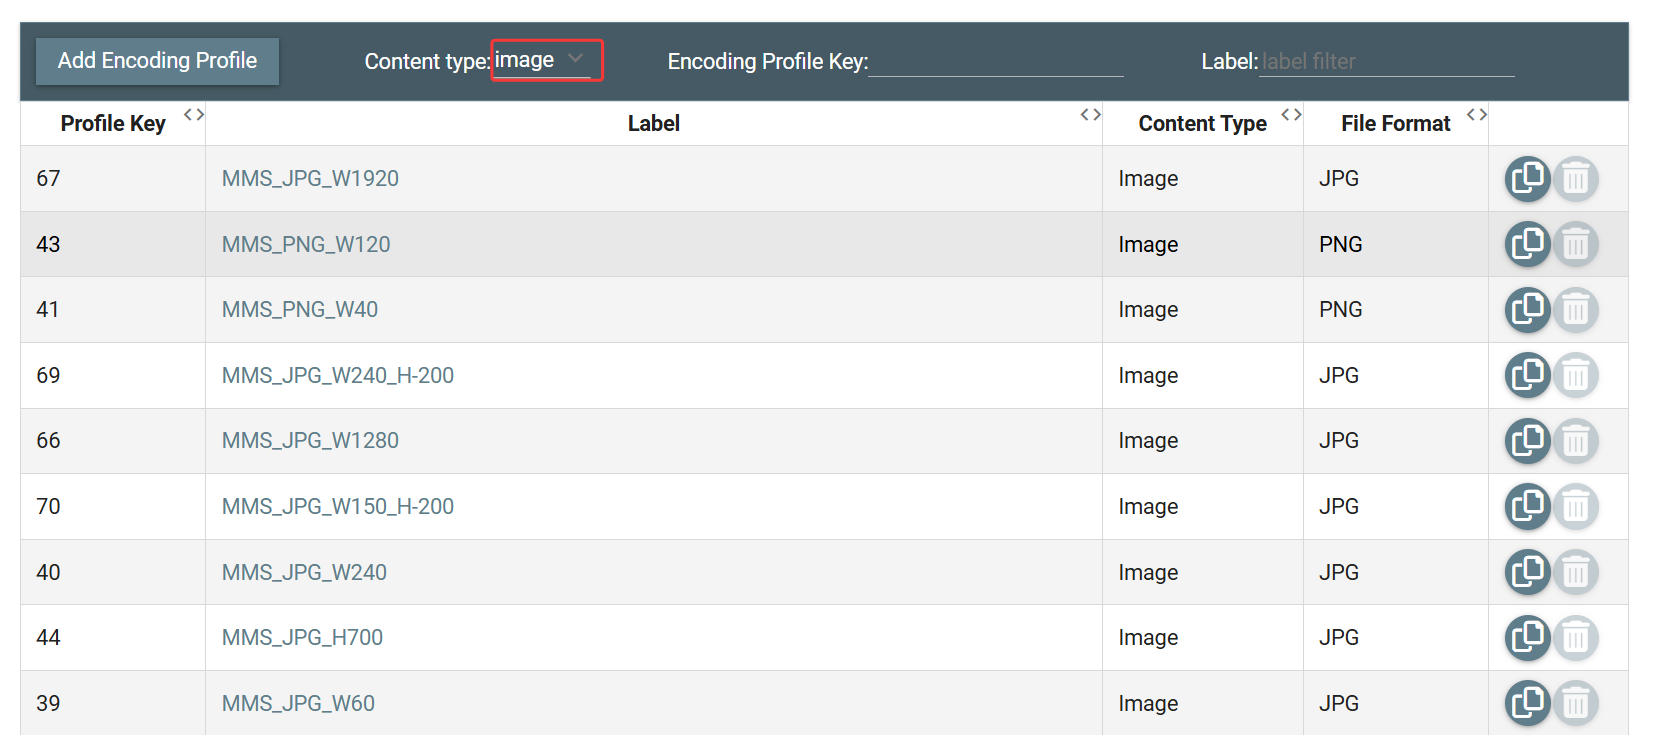 Add Encoding Profile Content type: image Encoding Profile Key: Label: label filter
Profile Key Label Content Type File Format
67 MMS_JPG_W1920 Image JPG
43 MMS_PNG_W120 Image PNG
41 MMS_PNG_W40 Image PNG
69 MMS_JPG_W240_H-200 Image JPG
66 MMS_JPG_W1280 Image JPG
70 MMS_JPG_W150_H-200 Image JPG
40 MMS_JPG_W240 Image JPG
44 MMS_JPG_H700 Image JPG
39 MMS_JPG_W60 Image JPG